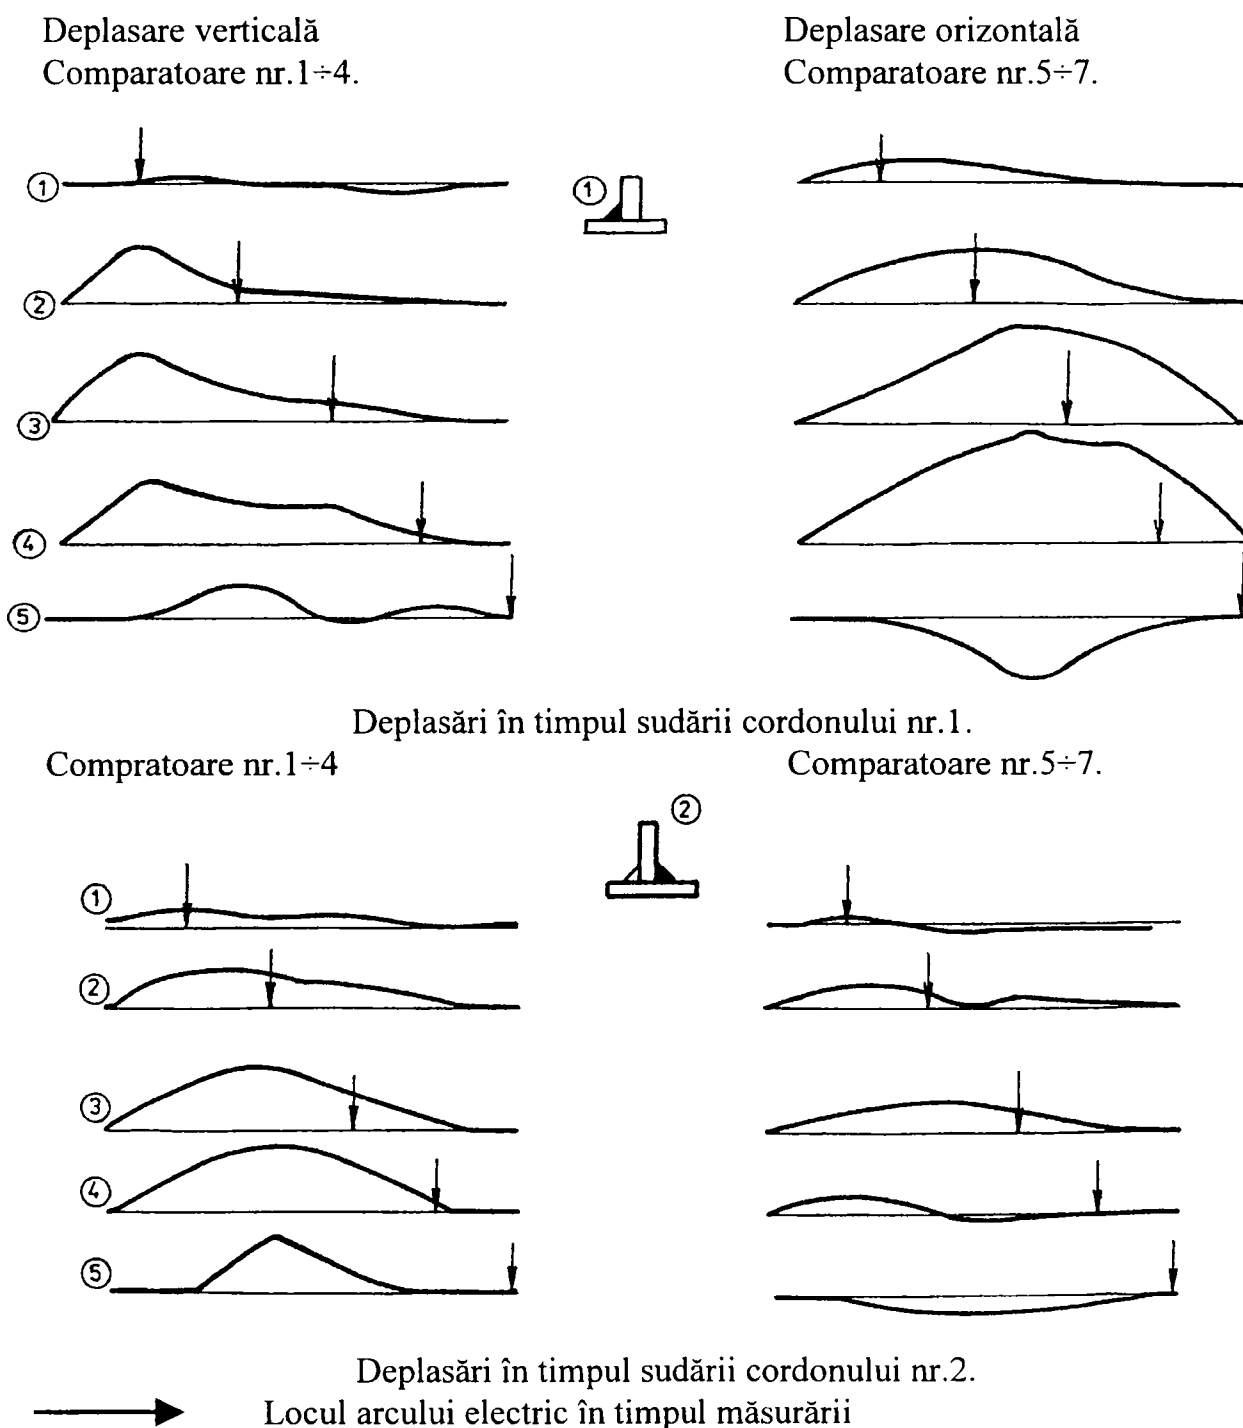 Deplasare verticală
Comparatoare nr.1÷4.
Deplasare orizontală
Comparatoare nr.5÷7.
1
1
2
3
4
5
Deplasări în timpul sudării cordonului nr.1.
Compratoare nr.1÷4
Comparatoare nr.5÷7.
2
1
2
3
4
5
Deplasări în timpul sudării cordonului nr.2.
Locul arcului electric în timpul măsurării